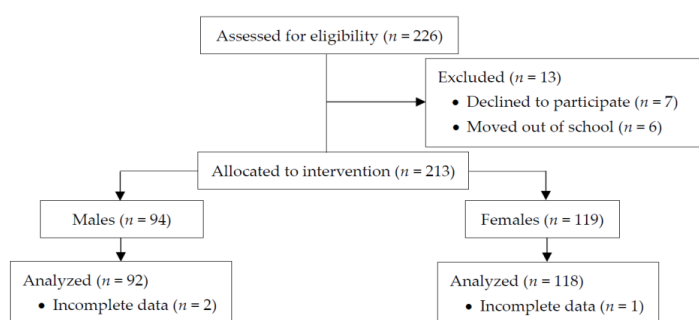 Assessed for eligibility (n = 226)
Excluded (n = 13)
• Declined to participate (n = 7)
• Moved out of school (n = 6)
Allocated to intervention (n = 213)
Males (n = 94)
Females (n = 119)
Analyzed (n = 92)
• Incomplete data (n = 2)
Analyzed (n = 118)
• Incomplete data (n = 1)